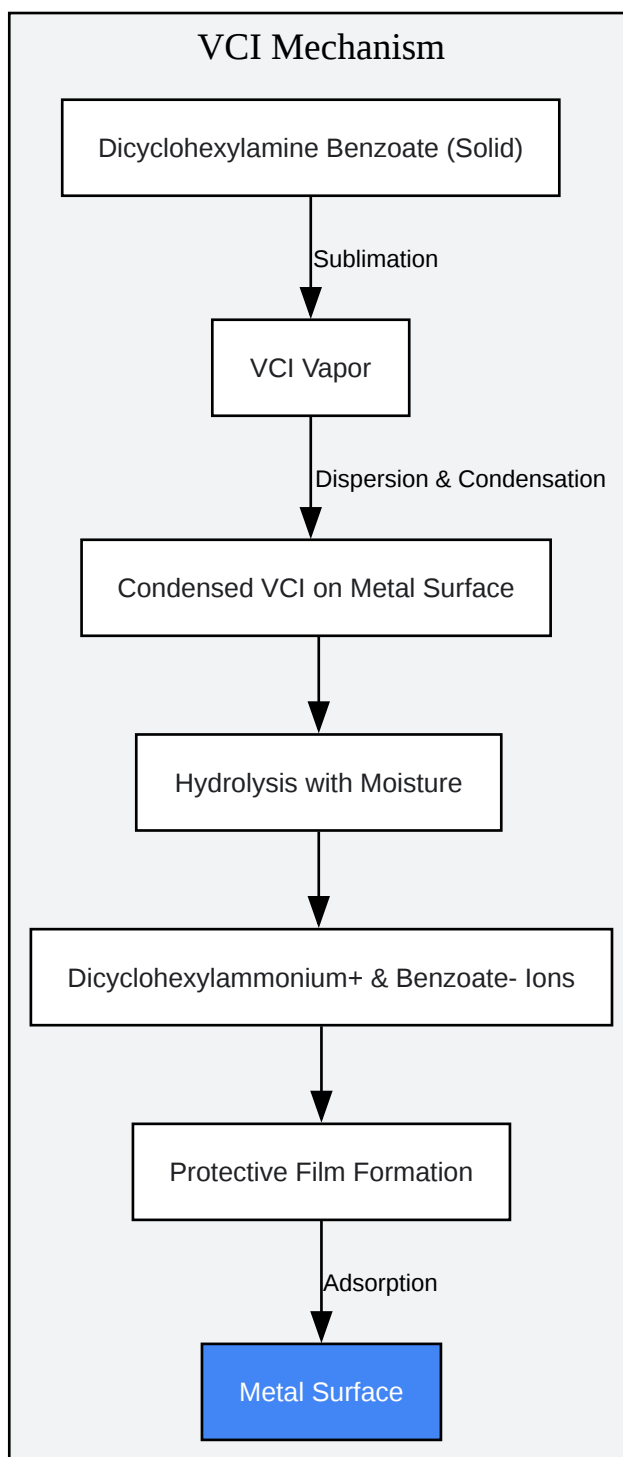 VCI Mechanism
Dicyclohexylamine Benzoate (Solid)
Sublimation
VCI Vapor
Dispersion & Condensation
Condensed VCI on Metal Surface
Hydrolysis with Moisture
Dicyclohexylammonium+ & Benzoate- Ions
Protective Film Formation
Adsorption
Metal Surface